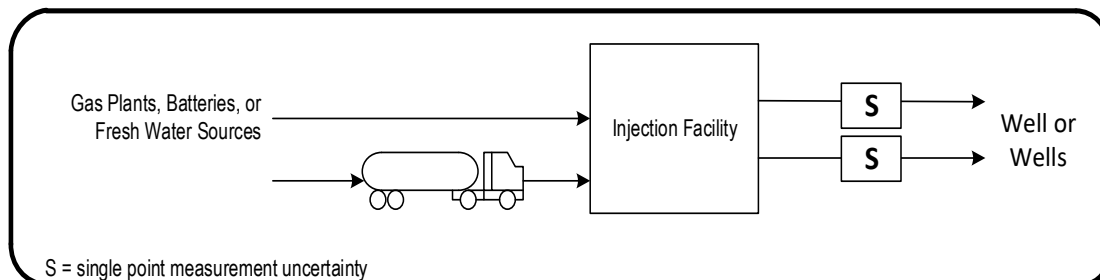 Gas Plants, Batteries, or
Fresh Water Sources
Injection Facility
S
S
Well or
Wells
S = single point measurement uncertainty